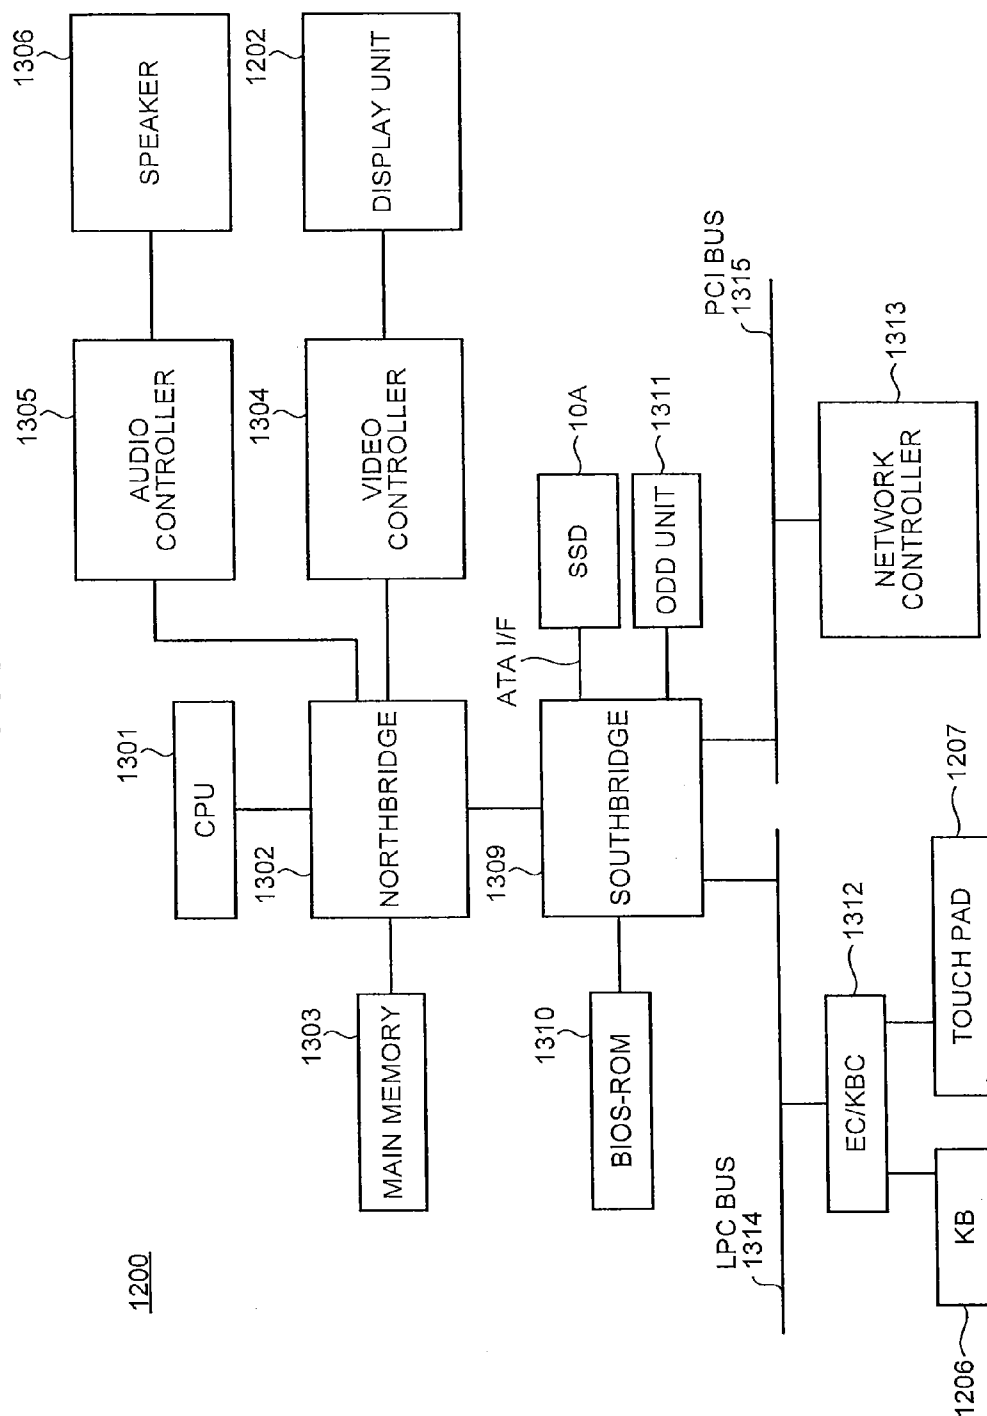 1200
1301
CPU
1305
AUDIO
CONTROLLER
1306
SPEAKER
1303
MAIN MEMORY
1302
NORTHBRIDGE
1304
VIDEO
CONTROLLER
1202
DISPLAY UNIT
1310
BIOS-ROM
1309
SOUTHBRIDGE
ATA I/F
SSD
10A
ODD UNIT
1311
LPC BUS
1314
PCI BUS
1315
EC/KBC
1312
NETWORK
CONTROLLER
1313
1206
KB
TOUCH PAD
1207